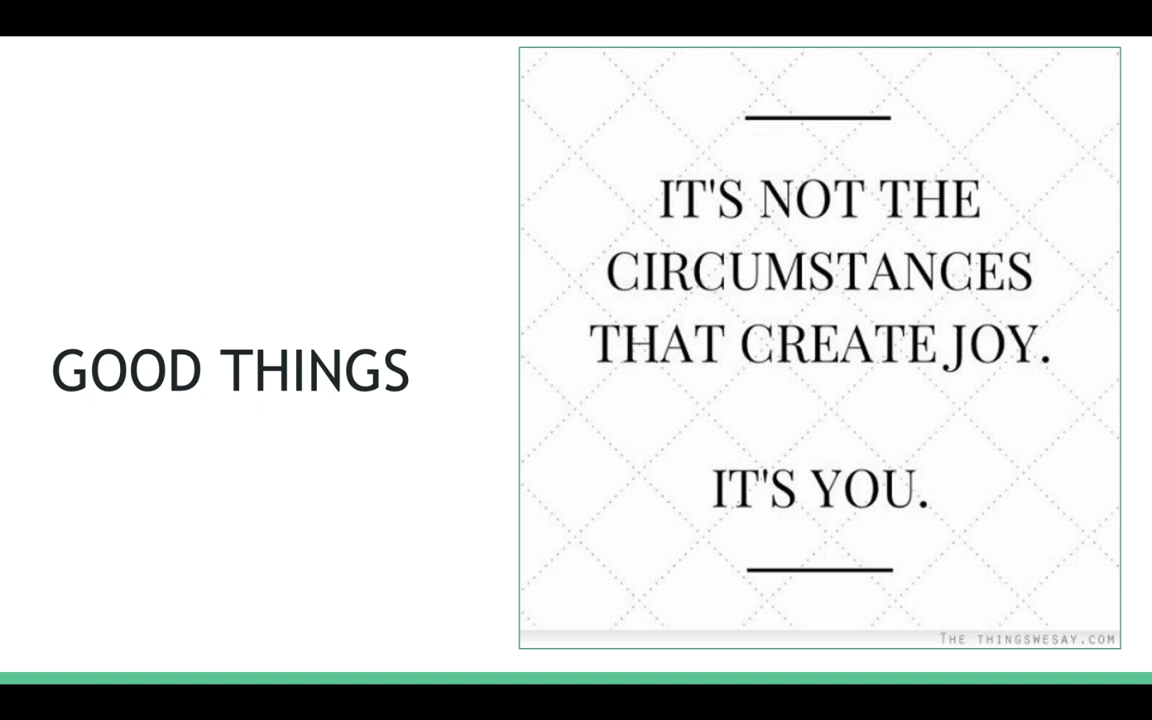 GOOD THINGS
IT'S NOT THE
CIRCUMSTANCES
THAT CREATE JOY.
IT'S YOU.
THE THINGSWESAY.COM